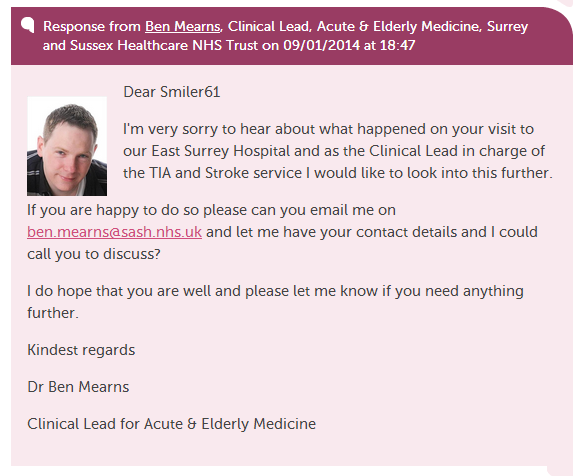 Response from Ben Mearns, Clinical Lead, Acute & Elderly Medicine, Surrey
and Sussex Healthcare NHS Trust on 09/01/2014 at 18:47
Dear Smiler61
I'm very sorry to hear about what happened on your visit to
our East Surrey Hospital and as the Clinical Lead in charge of
the TIA and Stroke service I would like to look into this further.
If you are happy to do so please can you email me on
ben.mearns@sash.nhs.uk and let me have your contact details and I could
call you to discuss?
I do hope that you are well and please let me know if you need anything
further.
Kindest regards
Dr Ben Mearns
Clinical Lead for Acute & Elderly Medicine